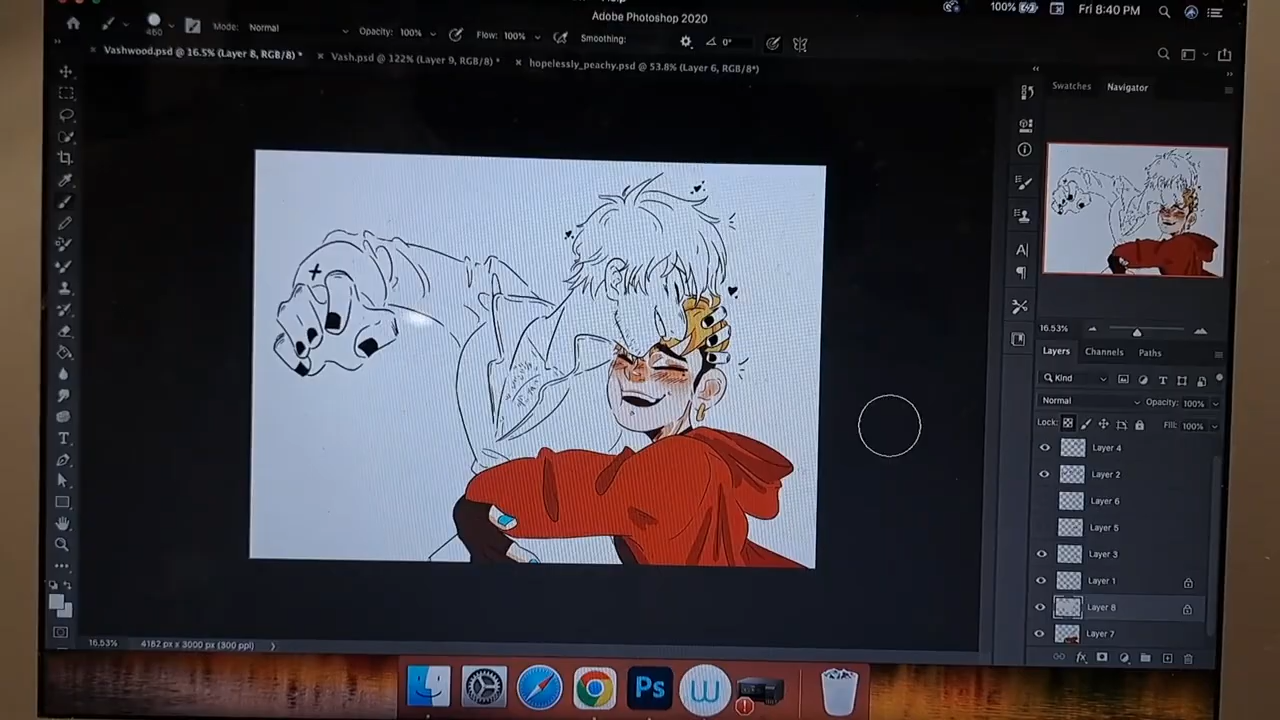 100% Fri 8:40 PM
Adobe Photoshop 2020
460 Mode: Normal Opacity: 100% Flow: 100% Smoothing: 0°
Vashwood.psd @ 16.5% (Layer 8, RGB/8) * Vash.psd @ 122% (Layer 9, RGB/8) * hopelessly_peachy.psd @ 53.8% (Layer 6, RGB/8*)
Swatches Navigator
16.53%
Layers Channels Paths
Kind
Normal Opacity: 100%
Lock: Fill: 100%
Layer 4
Layer 2
Layer 6
Layer 5
Layer 3
Layer 1
Layer 8
Layer 7
16.53% 4182 px x 3000 px (300 ppi)
Ps